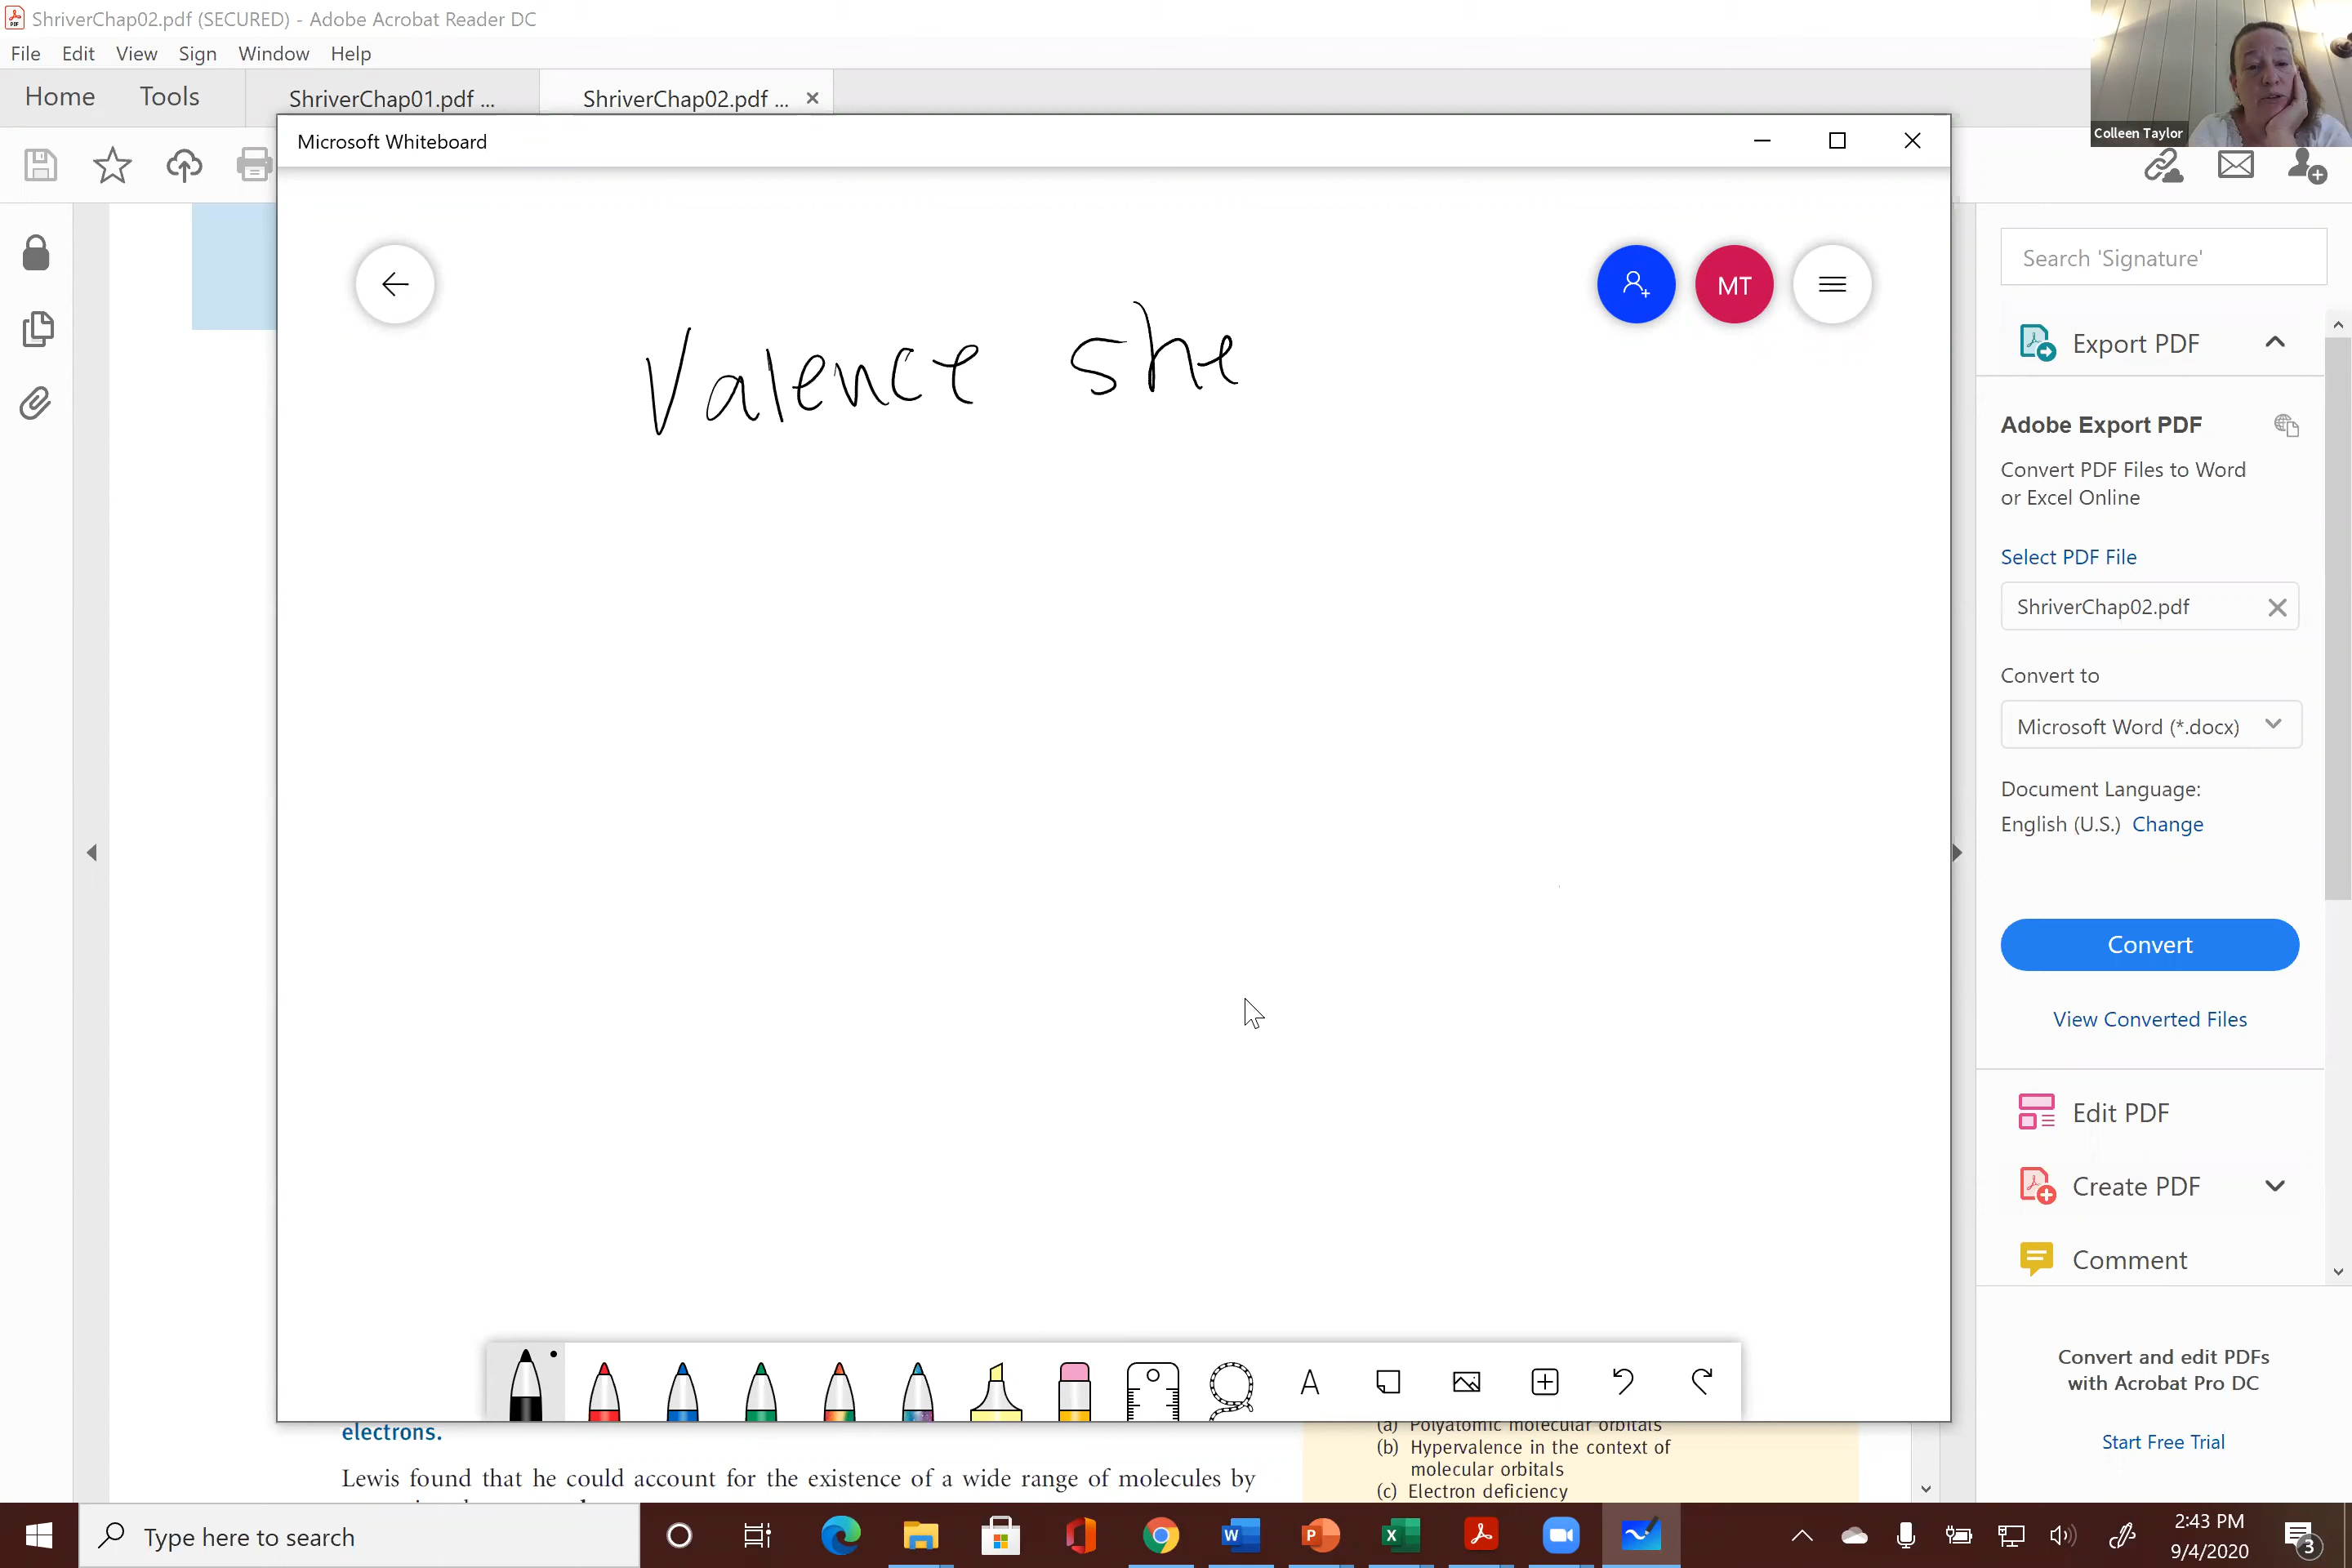 ShriverChap02.pdf (SECURED) - Adobe Acrobat Reader DC
File Edit View Sign Window Help
Home Tools ShriverChap01.pdf ... ShriverChap02.pdf ...
Colleen Taylor
Microsoft Whiteboard
MT
Valence she
Search 'Signature'
Export PDF
Adobe Export PDF
Convert PDF Files to Word
or Excel Online
Select PDF File
ShriverChap02.pdf
Convert to
Microsoft Word (*.docx)
Document Language:
English (U.S.) Change
Convert
View Converted Files
Edit PDF
Create PDF
Comment
Convert and edit PDFs
with Acrobat Pro DC
Start Free Trial
A
electrons.
Lewis found that he could account for the existence of a wide range of molecules by
(a) Polyatomic molecular orbitals
(b) Hypervalence in the context of
molecular orbitals
(c) Electron deficiency
Type here to search
2:43 PM
9/4/2020
3